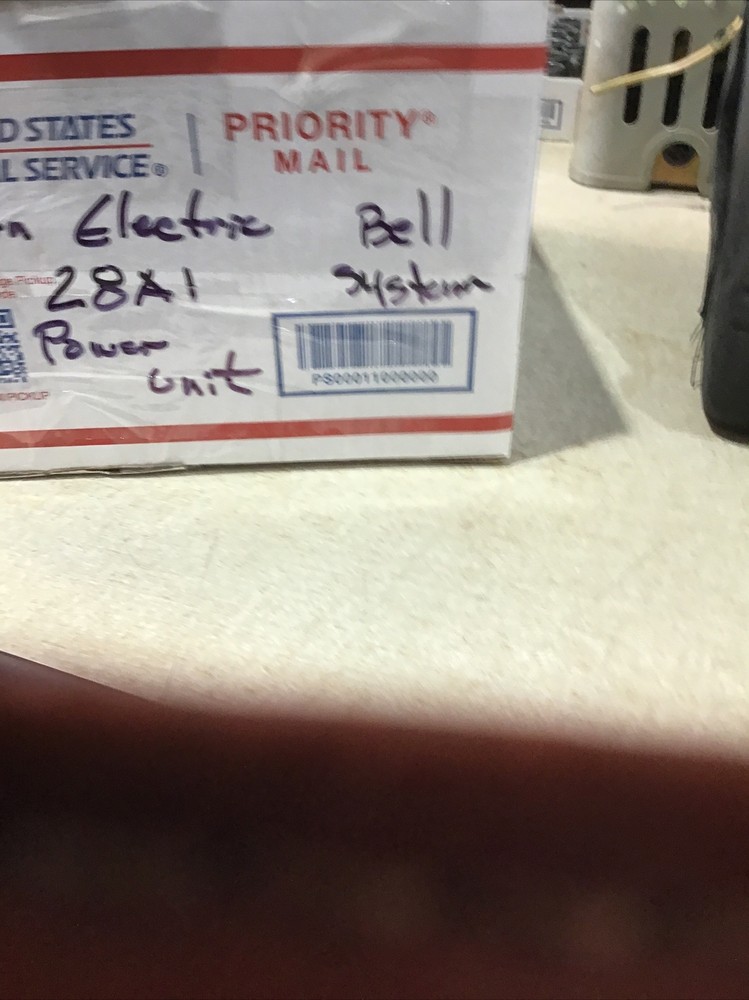 D STATES
L SERVICE®
PRIORITY®
MAIL
n Electric Bell
28A1 System
Power
unit
PS00011000000